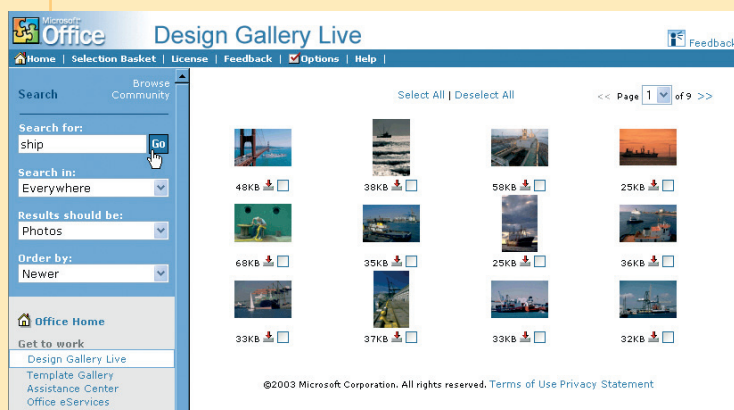 Microsoft
Office
Design Gallery Live
Feedback
Home | Selection Basket | License | Feedback | Options | Help |
Search
Browse
Community
Search for:
ship
Go
Search in:
Everywhere
Results should be:
Photos
Order by:
Newer
Office Home
Get to work
Design Gallery Live
Template Gallery
Assistance Center
Office eServices
Select All | Deselect All
<< Page 1 of 9 >>
48KB 38KB 58KB 25KB
68KB 35KB 25KB 36KB
33KB 37KB 33KB 32KB
©2003 Microsoft Corporation. All rights reserved. Terms of Use Privacy Statement